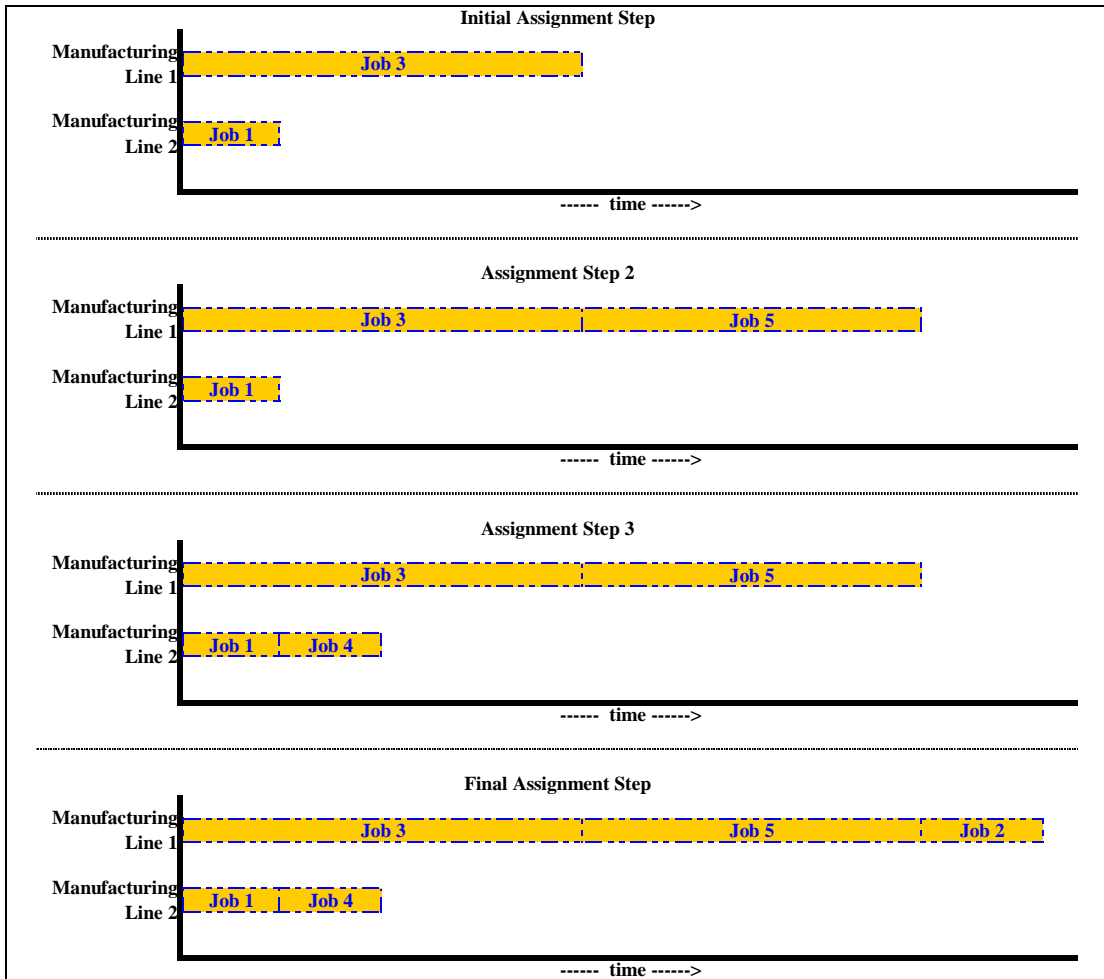 Initial Assignment Step
Manufacturing
Line 1
Job 3
Manufacturing
Line 2
Job 1
------ time ------>
Assignment Step 2
Manufacturing
Line 1
Job 3
Job 5
Manufacturing
Line 2
Job 1
------ time ------>
Assignment Step 3
Manufacturing
Line 1
Job 3
Job 5
Manufacturing
Line 2
Job 1
Job 4
------ time ------>
Final Assignment Step
Manufacturing
Line 1
Job 3
Job 5
Job 2
Manufacturing
Line 2
Job 1
Job 4
------ time ------>